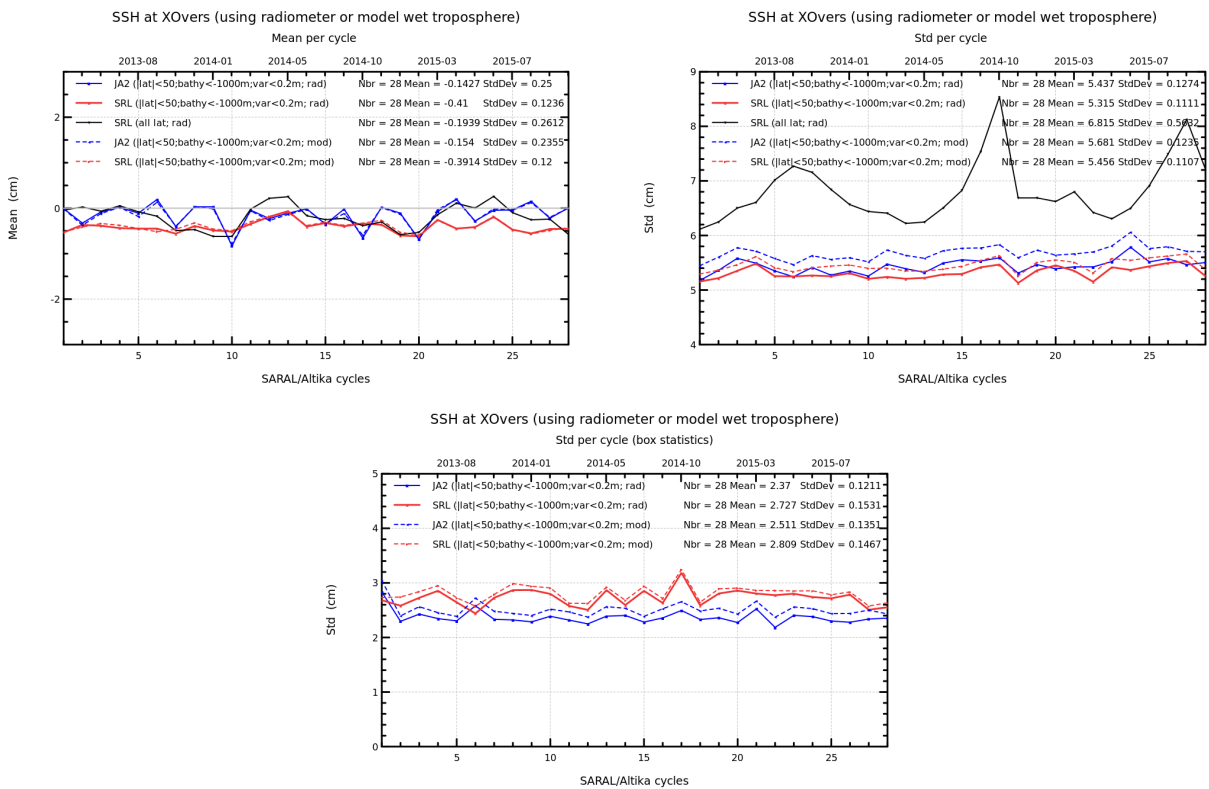 SSH at XOvers (using radiometer or model wet troposphere)
Mean per cycle
2013-08 2014-01 2014-05 2014-10 2015-03 2015-07
JA2 (|lat|<50;bathy<-1000m;var<0.2m; rad) Nbr = 28 Mean = -0.1427 StdDev = 0.25
SRL (|lat|<50;bathy<-1000m;var<0.2m; rad) Nbr = 28 Mean = -0.41 StdDev = 0.1236
SRL (all lat; rad) Nbr = 28 Mean = -0.1939 StdDev = 0.2612
JA2 (|lat|<50;bathy<-1000m;var<0.2m; mod) Nbr = 28 Mean = -0.154 StdDev = 0.2355
SRL (|lat|<50;bathy<-1000m;var<0.2m; mod) Nbr = 28 Mean = -0.3914 StdDev = 0.12
2
0
-2
Mean (cm)
5 10 15 20 25
SARAL/Altika cycles
SSH at XOvers (using radiometer or model wet troposphere)
Std per cycle
2013-08 2014-01 2014-05 2014-10 2015-03 2015-07
JA2 (|lat|<50;bathy<-1000m;var<0.2m; rad) Nbr = 28 Mean = 5.437 StdDev = 0.1274
SRL (|lat|<50;bathy<-1000m;var<0.2m; rad) Nbr = 28 Mean = 5.315 StdDev = 0.1111
SRL (all lat; rad) Nbr = 28 Mean = 6.815 StdDev = 0.5632
JA2 (|lat|<50;bathy<-1000m;var<0.2m; mod) Nbr = 28 Mean = 5.681 StdDev = 0.1235
SRL (|lat|<50;bathy<-1000m;var<0.2m; mod) Nbr = 28 Mean = 5.456 StdDev = 0.1107
9
8
7
6
5
4
Std (cm)
5 10 15 20 25
SARAL/Altika cycles
SSH at XOvers (using radiometer or model wet troposphere)
Std per cycle (box statistics)
2013-08 2014-01 2014-05 2014-10 2015-03 2015-07
JA2 (|lat|<50;bathy<-1000m;var<0.2m; rad) Nbr = 28 Mean = 2.37 StdDev = 0.1211
SRL (|lat|<50;bathy<-1000m;var<0.2m; rad) Nbr = 28 Mean = 2.727 StdDev = 0.1531
JA2 (|lat|<50;bathy<-1000m;var<0.2m; mod) Nbr = 28 Mean = 2.511 StdDev = 0.1351
SRL (|lat|<50;bathy<-1000m;var<0.2m; mod) Nbr = 28 Mean = 2.809 StdDev = 0.1467
5
4
3
2
1
0
Std (cm)
5 10 15 20 25
SARAL/Altika cycles